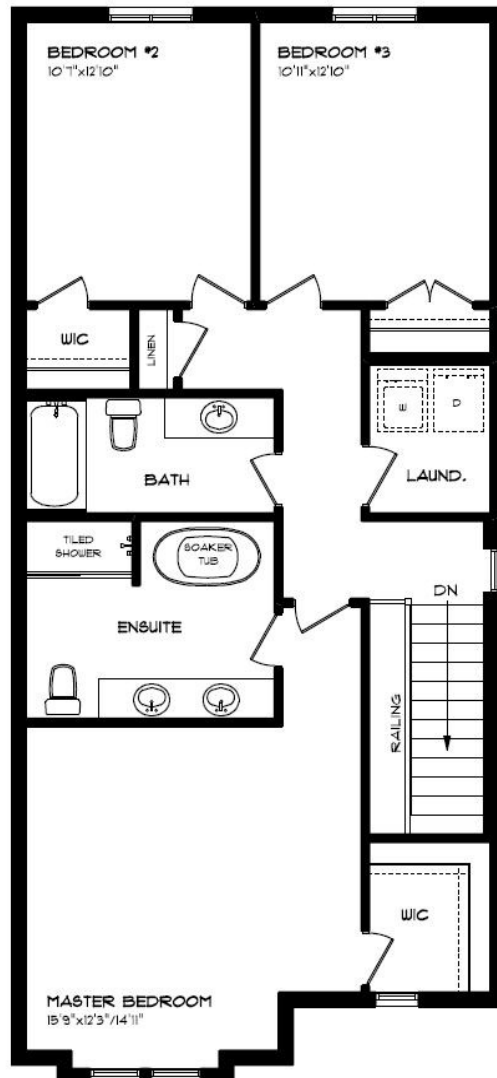 BEDROOM #2
10'7"x12'10"
BEDROOM #3
10'11"x12'10"
WIC
LINEN
W
D
BATH
LAUND.
TILED
SHOWER
SOAKER
TUB
DN
ENSUITE
RAILING
WIC
MASTER BEDROOM
15'9"x12'3"/14'11"